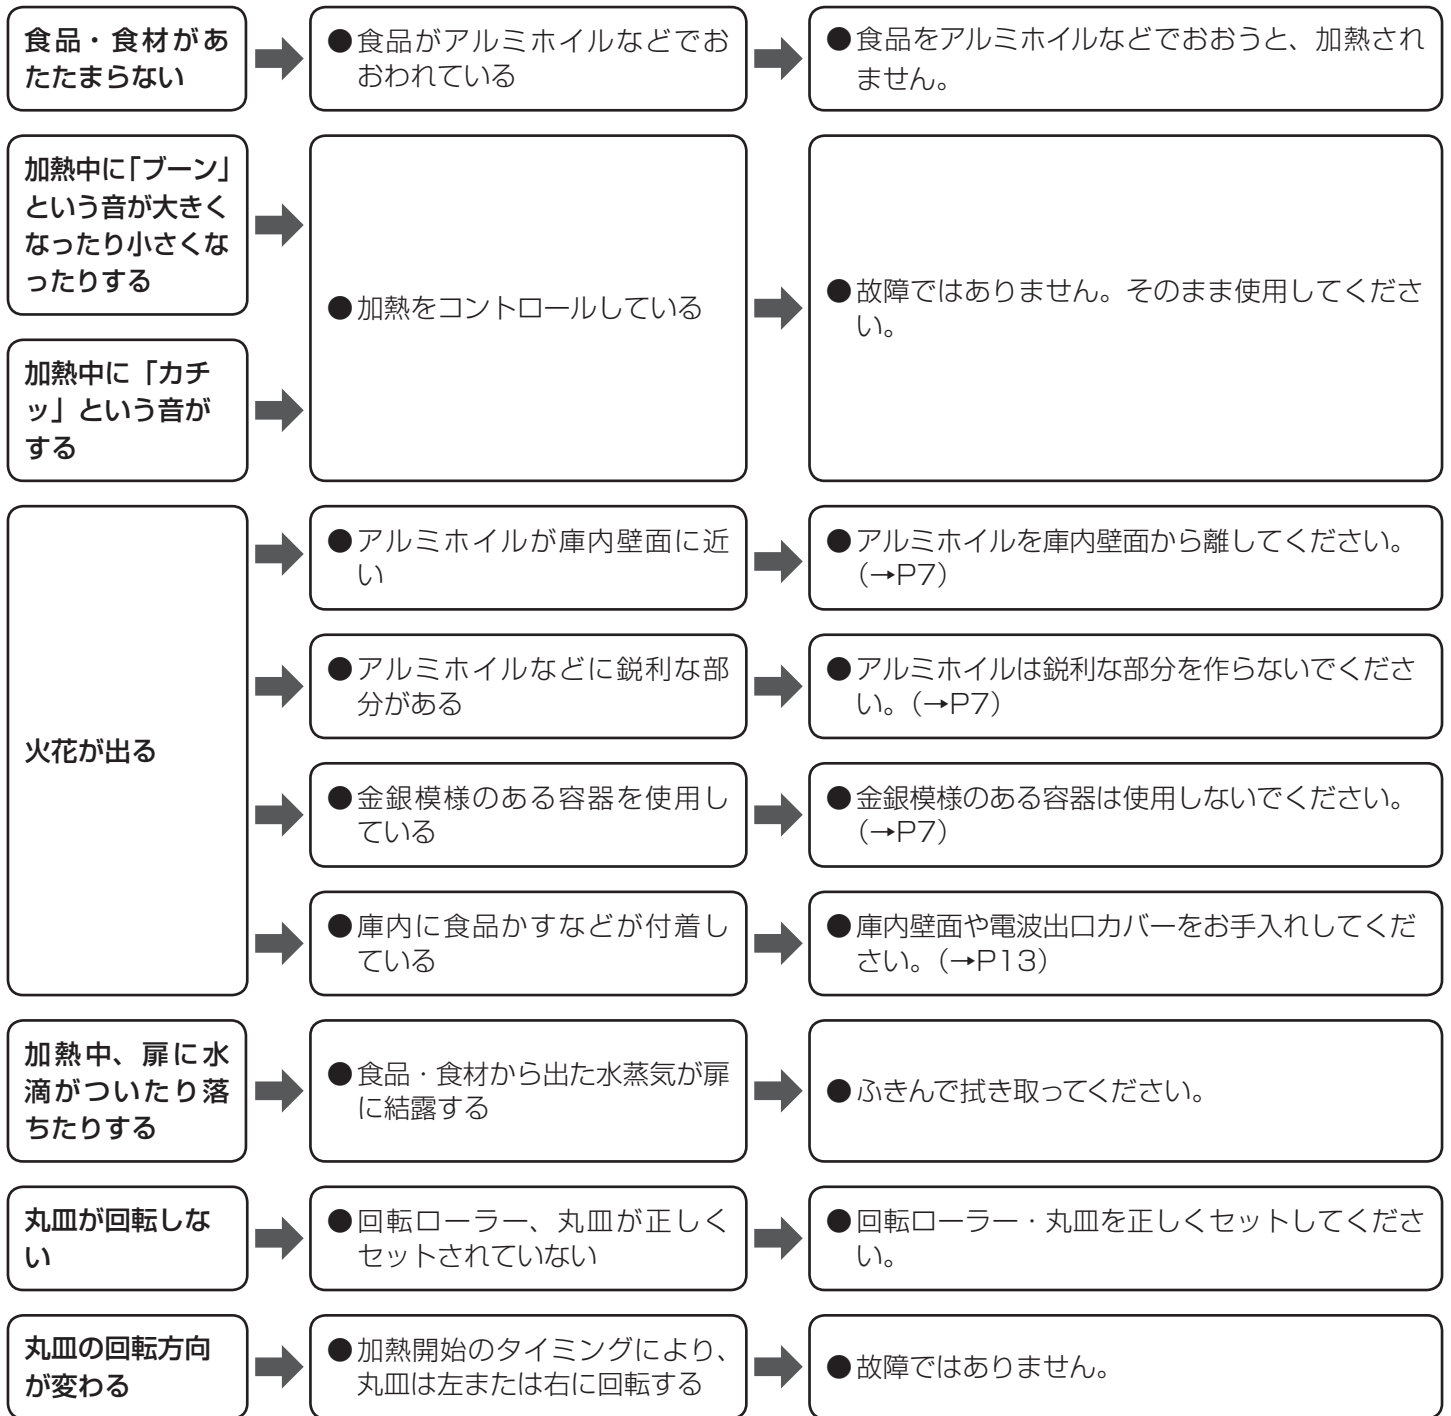 食品・食材があ
たたまらない
●食品がアルミホイルなどでお
おわれている
●食品をアルミホイルなどでおおうと、加熱され
ません。
加熱中に「ブーン」
という音が大きく
なったり小さくな
ったりする
加熱中に「カチ
ッ」という音が
する
●加熱をコントロールしている
●故障ではありません。そのまま使用してくださ
い。
火花が出る
●アルミホイルが庫内壁面に近
い
●アルミホイルを庫内壁面から離してください。
（→P7）
●アルミホイルなどに鋭利な部
分がある
●アルミホイルは鋭利な部分を作らないでくださ
い。（→P7）
●金銀模様のある容器を使用し
ている
●金銀模様のある容器は使用しないでください。
（→P7）
●庫内に食品かすなどが付着し
ている
●庫内壁面や電波出口カバーをお手入れしてくだ
さい。（→P13）
加熱中、扉に水
滴がついたり落
ちたりする
●食品・食材から出た水蒸気が扉
に結露する
●ふきんで拭き取ってください。
丸皿が回転しな
い
●回転ローラー、丸皿が正しく
セットされていない
●回転ローラー・丸皿を正しくセットしてくださ
い。
丸皿の回転方向
が変わる
●加熱開始のタイミングにより、
丸皿は左または右に回転する
●故障ではありません。